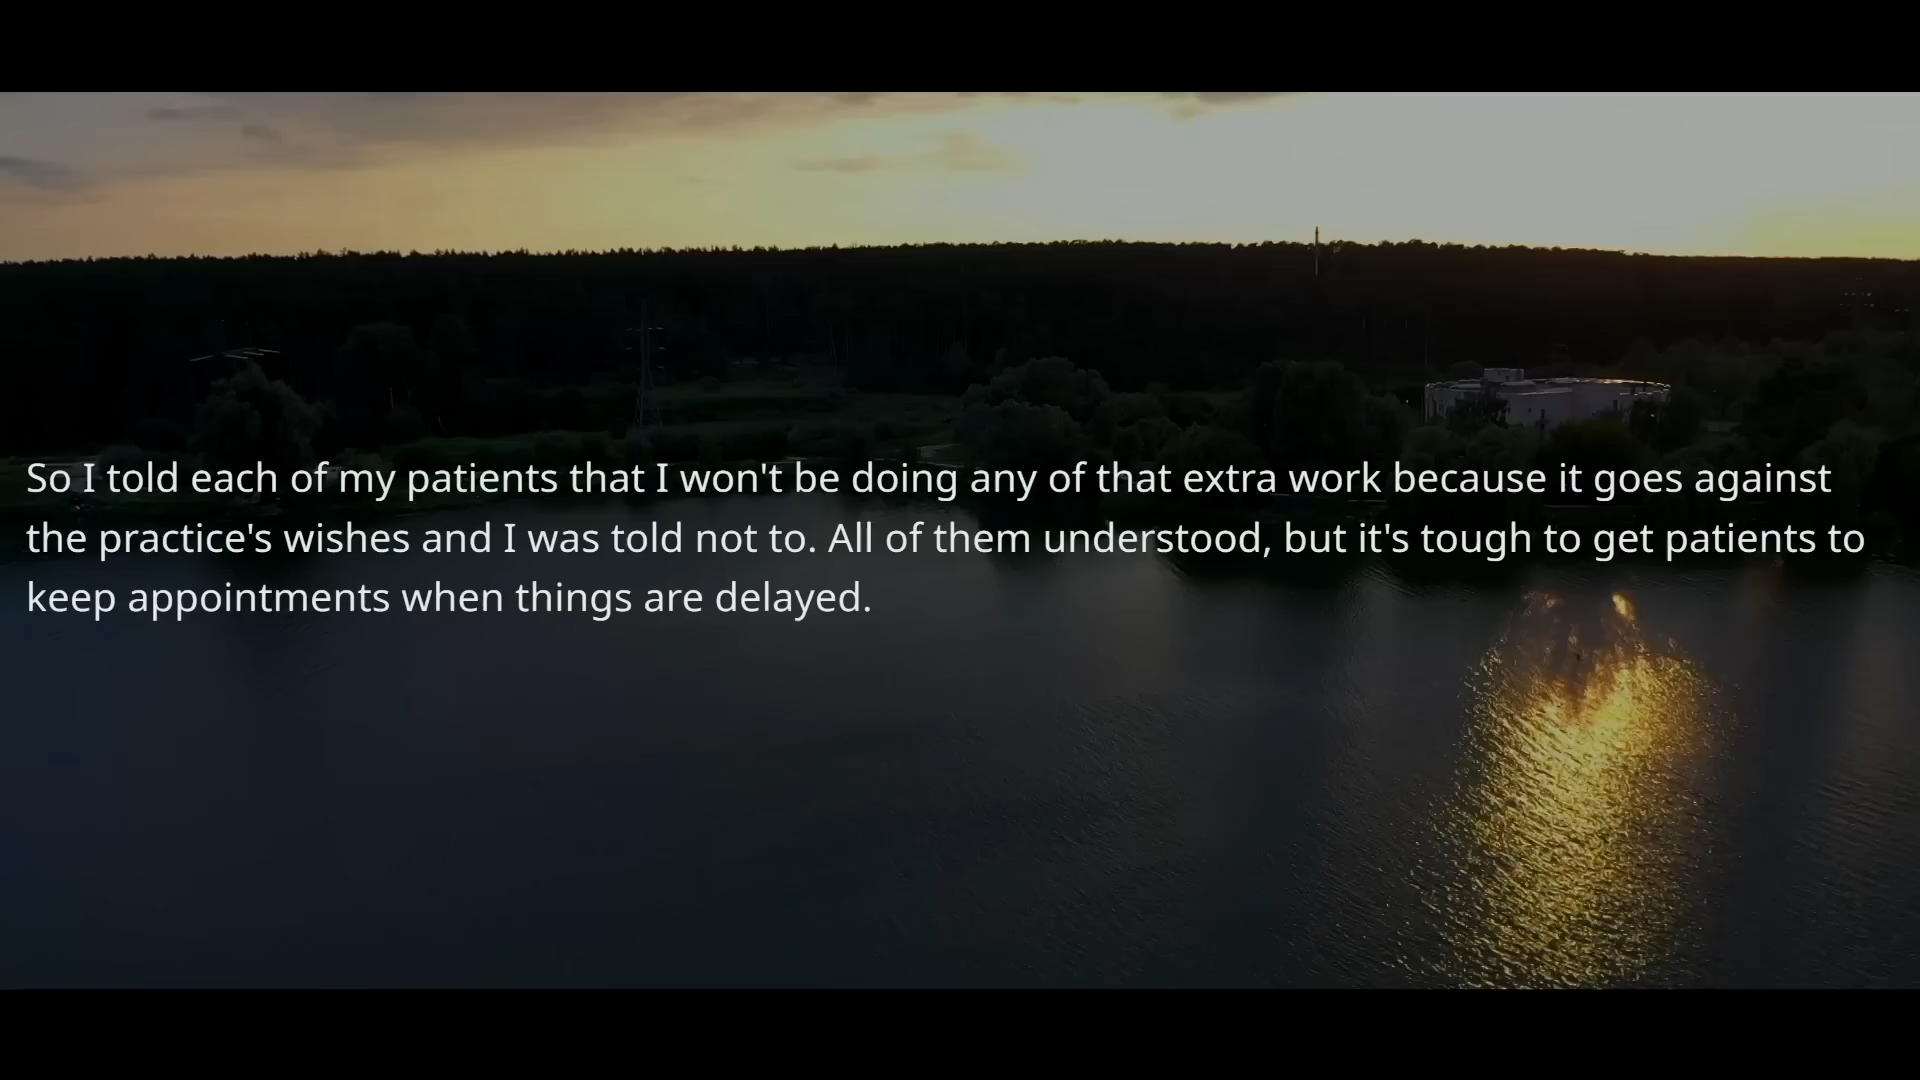 So I told each of my patients that I won't be doing any of that extra work because it goes against
the practice's wishes and I was told not to. All of them understood, but it's tough to get patients to
keep appointments when things are delayed.